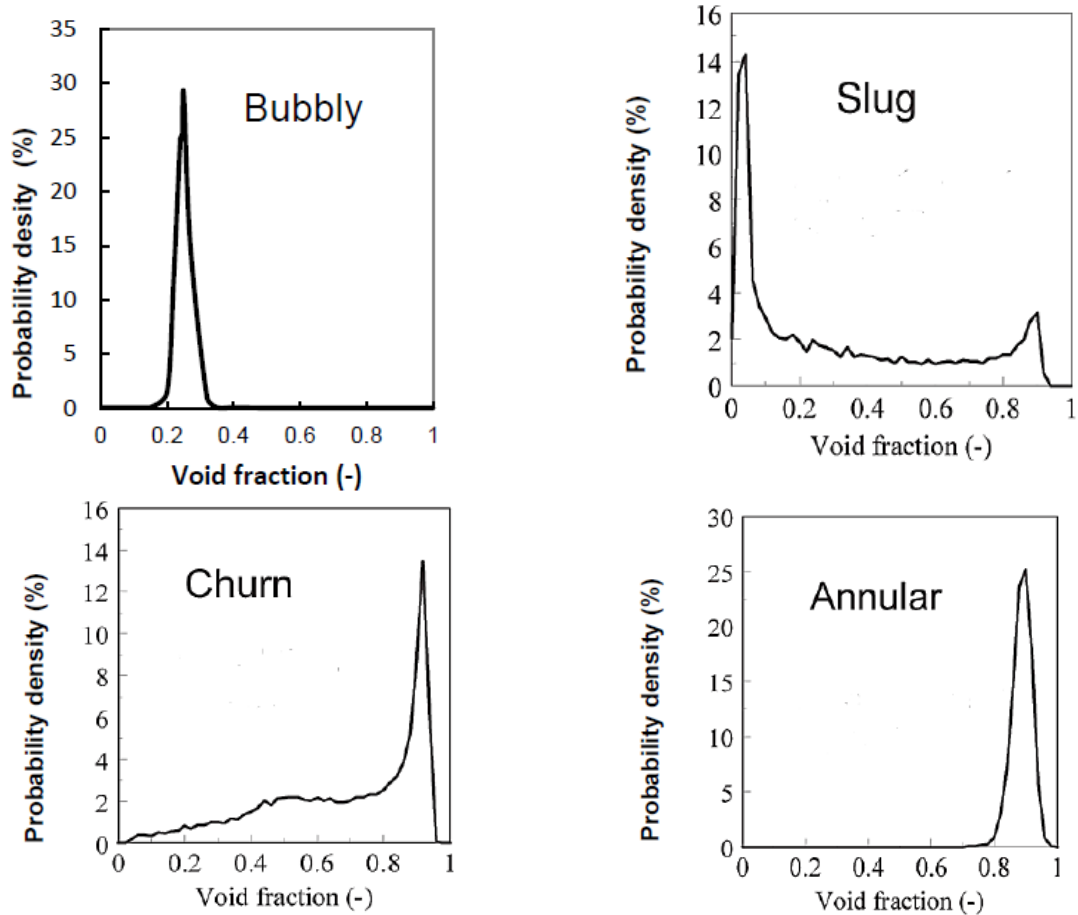 Probability desity (%)
35
30
25
20
15
10
5
0
Bubbly
0 0.2 0.4 0.6 0.8 1
Void fraction (-)
Probability density (%)
16
14
12
10
8
6
4
2
0
Slug
0 0.2 0.4 0.6 0.8 1
Void fraction (-)
Probability density (%)
16
14
12
10
8
6
4
2
0
Churn
0 0.2 0.4 0.6 0.8 1
Void fraction (-)
Probability density (%)
30
25
20
15
10
5
0
Annular
0 0.2 0.4 0.6 0.8 1
Void fraction (-)